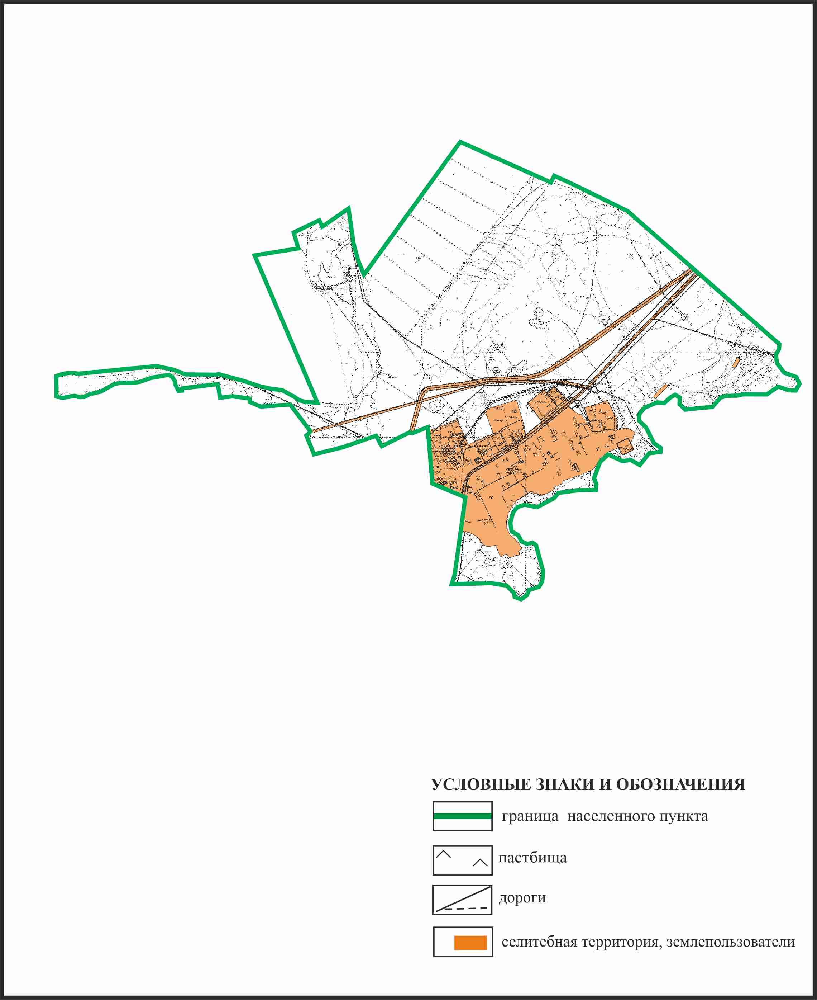 УСЛОВНЫЕ ЗНАКИ И ОБОЗНАЧЕНИЯ
граница населенного пункта
пастбища
дороги
селитебная территория, землепользователи